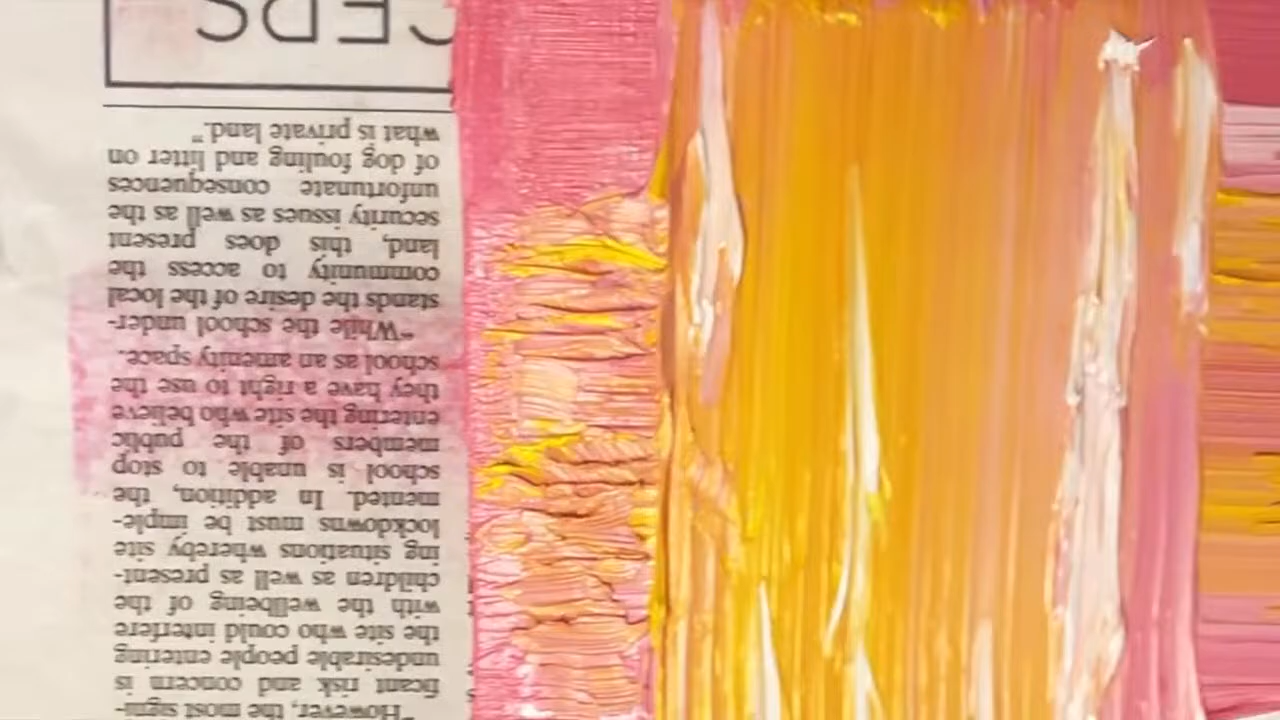 "However, the most signi-
ficant risk and concern is
undesirable people entering
the site who could interfere
with the wellbeing of the
children as well as present-
ing situations whereby site
lockdowns must be imple-
mented. In addition, the
school is unable to stop
members of the public
entering the site who believe
they have a right to use the
school as an amenity space.
"While the school under-
stands the desire of the local
community to access the
land, this does present
security issues as well as the
unfortunate consequences
of dog fouling and litter on
what is private land."